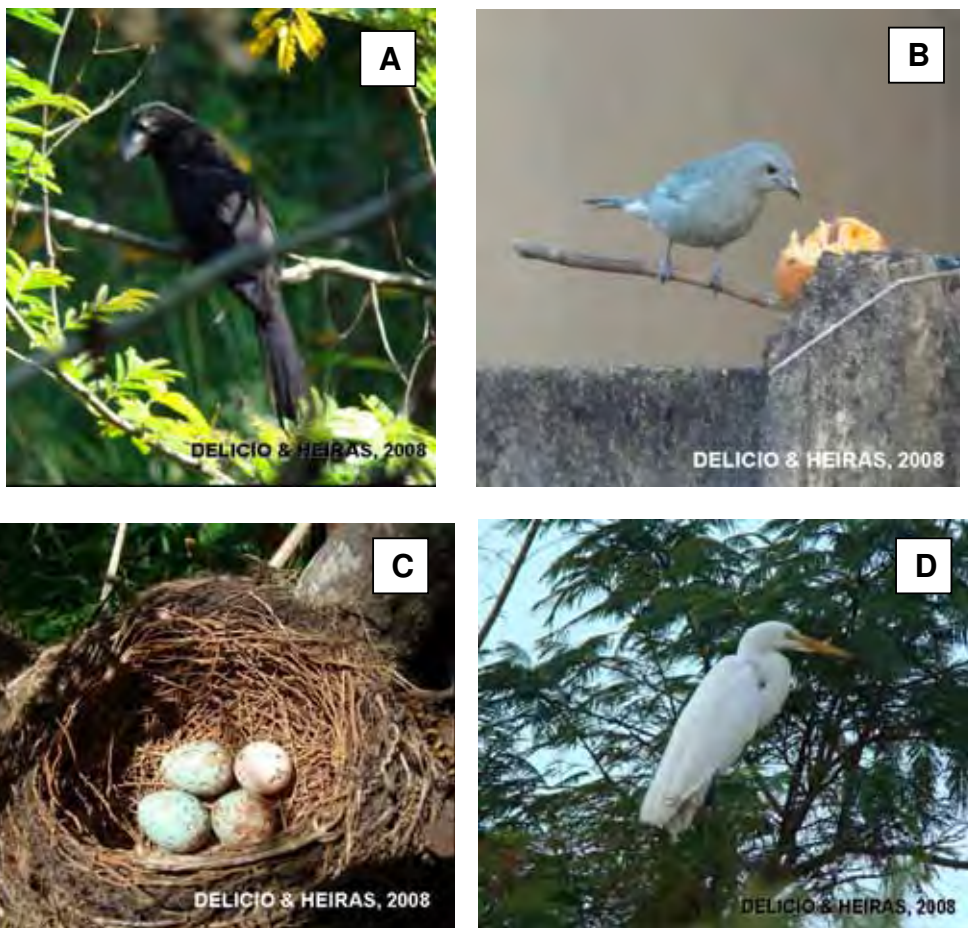 A
B
DELICIO & HEIRAS, 2008
DELICIO & HEIRAS, 2008
C
D
DELICIO & HEIRAS, 2008
DELICIO & HEIRAS, 2008